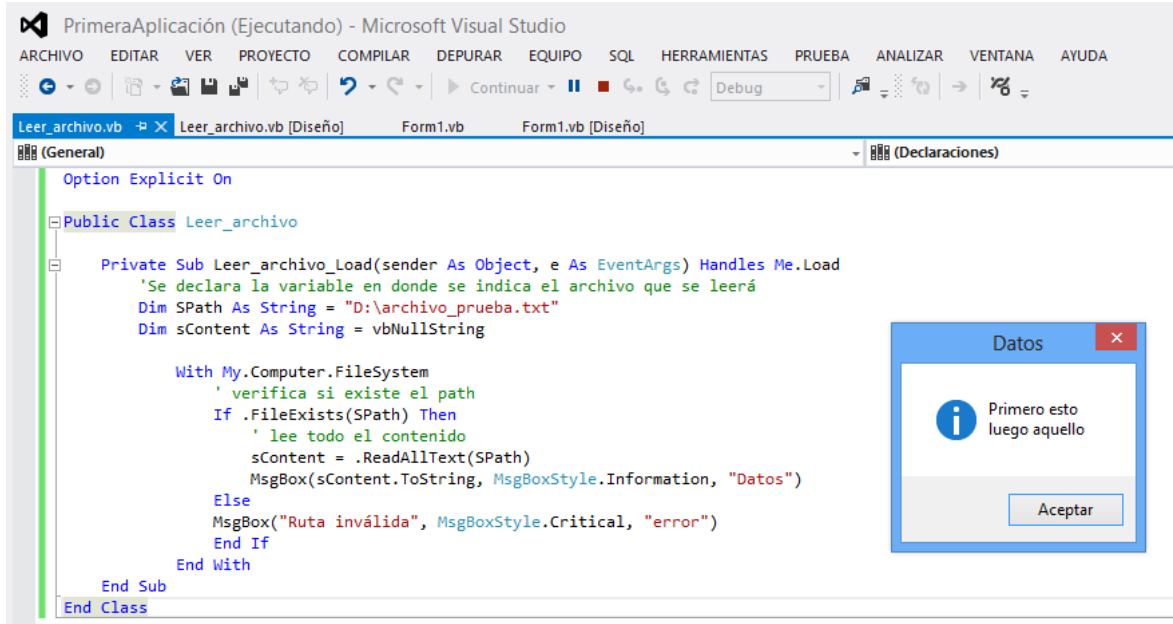 PrimeraAplicación (Ejecutando) - Microsoft Visual Studio
ARCHIVO EDITAR VER PROYECTO COMPILAR DEPURAR EQUIPO SQL HERRAMIENTAS PRUEBA ANALIZAR VENTANA AYUDA
Continuar Debug
Leer_archivo.vb Leer_archivo.vb [Diseño] Form1.vb Form1.vb [Diseño]
(General) (Declaraciones)
Option Explicit On
Public Class Leer_archivo
Private Sub Leer_archivo_Load(sender As Object, e As EventArgs) Handles Me.Load
'Se declara la variable en donde se indica el archivo que se leerá
Dim SPath As String = "D:\archivo_prueba.txt"
Dim sContent As String = vbNullString
With My.Computer.FileSystem
' verifica si existe el path
If .FileExists(SPath) Then
' lee todo el contenido
sContent = .ReadAllText(SPath)
MsgBox(sContent.ToString, MsgBoxStyle.Information, "Datos")
Else
MsgBox("Ruta inválida", MsgBoxStyle.Critical, "error")
End If
End With
End Sub
End Class
Datos
Primero esto
luego aquello
Aceptar